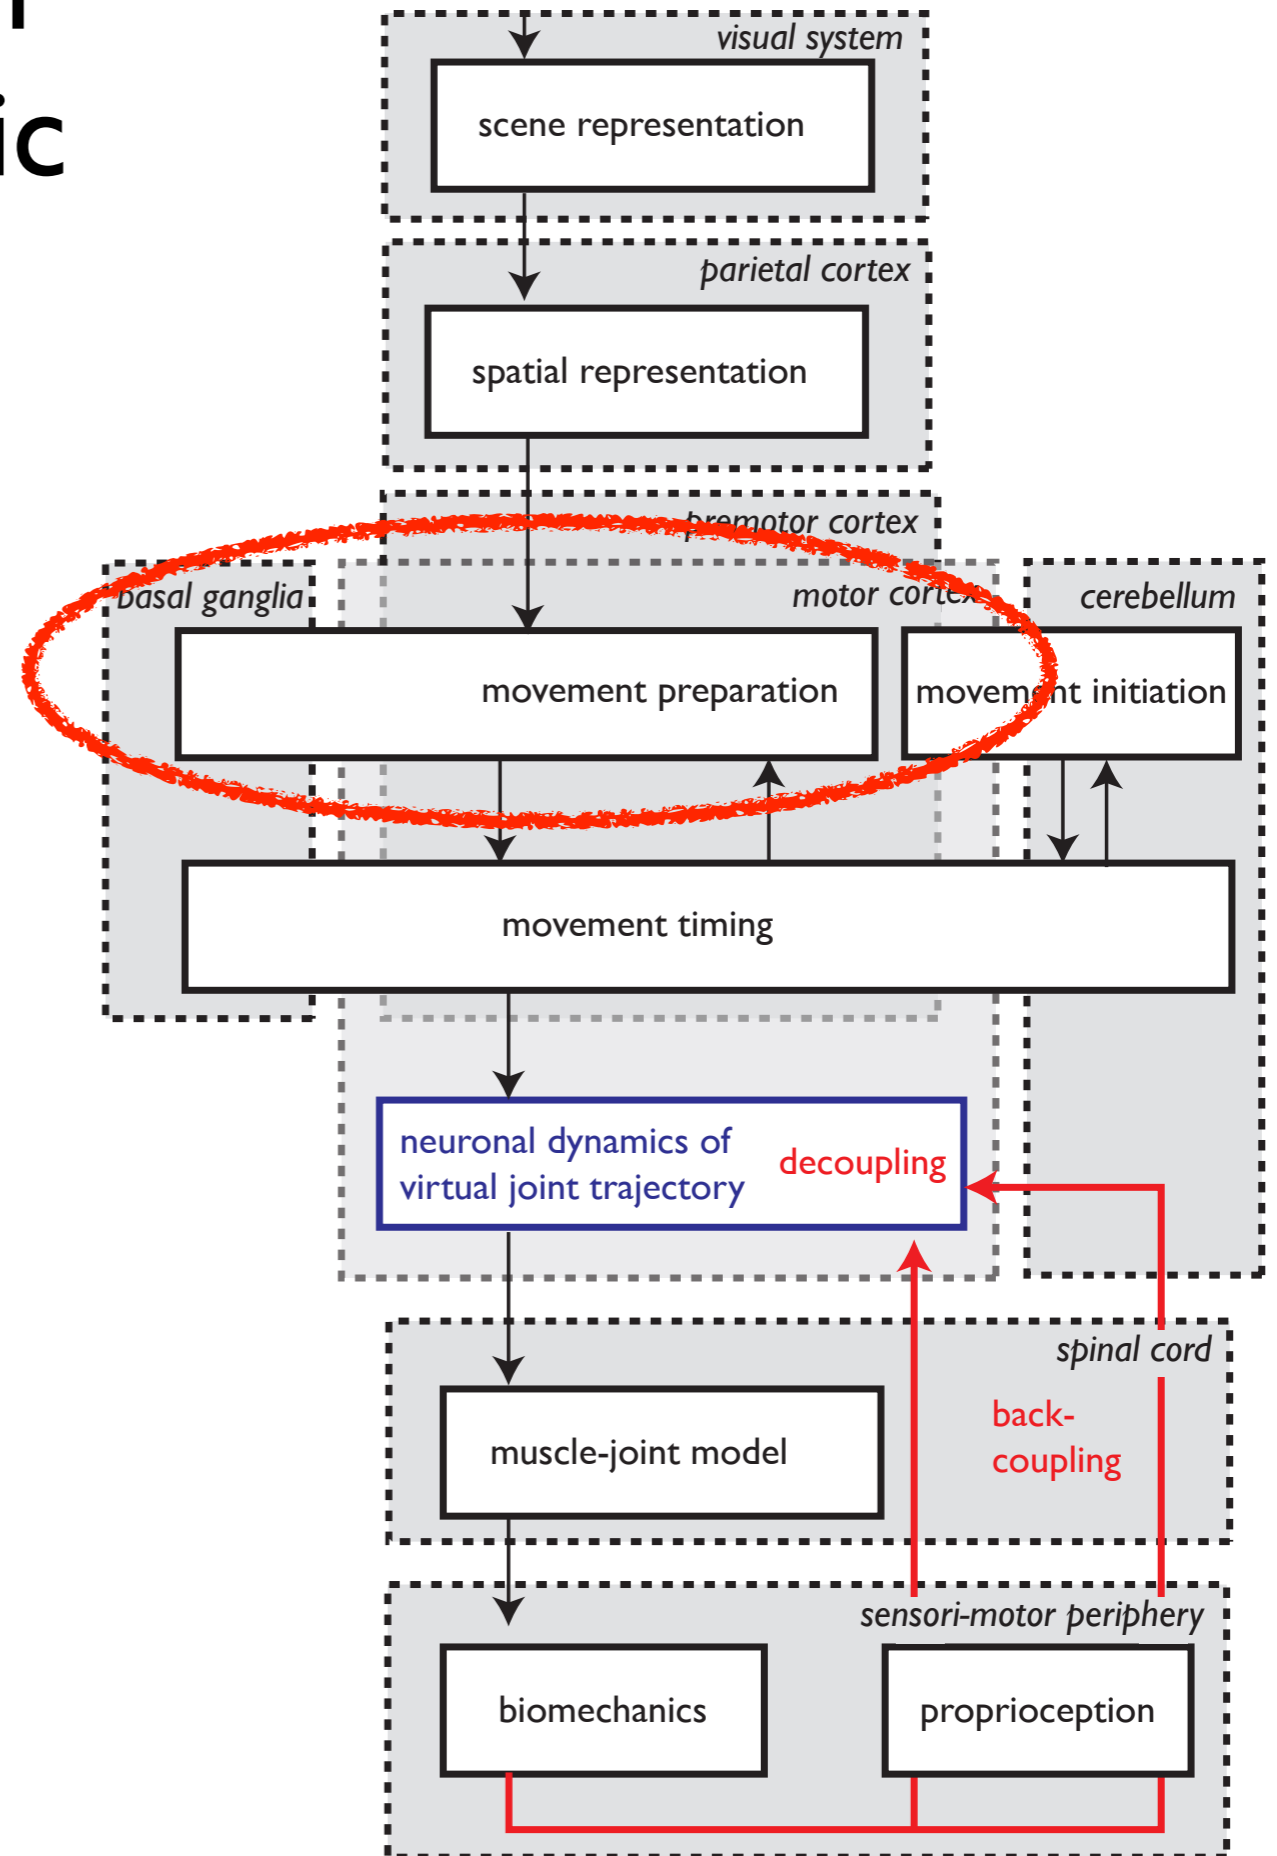 ic
visual system
scene representation
parietal cortex
spatial representation
premotor cortex
basal ganglia
motor cortex
cerebellum
movement preparation
movement initiation
movement timing
neuronal dynamics of
virtual joint trajectory
decoupling
spinal cord
back-
coupling
muscle-joint model
sensori-motor periphery
biomechanics
proprioception